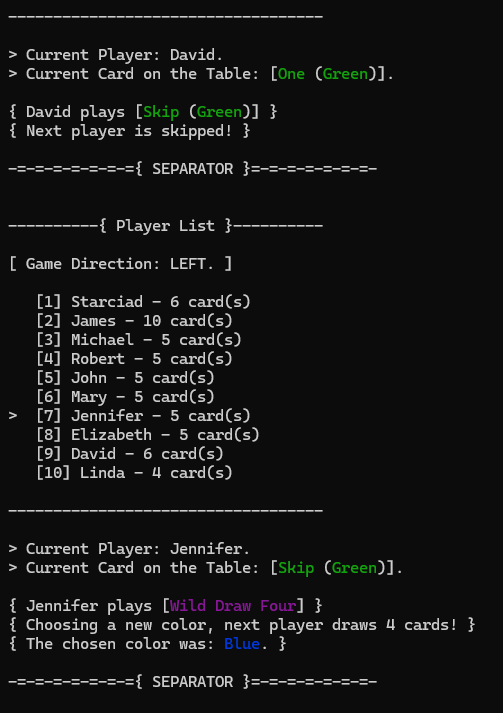 -----------------------------------
> Current Player: David.
> Current Card on the Table: [One (Green)].
{ David plays [Skip (Green)] }
{ Next player is skipped! }
-=-=-=-=-=-=-={ SEPARATOR }=-=-=-=-=-=-=-
----------{ Player List }----------
[ Game Direction: LEFT. ]
[1] Starciad - 6 card(s)
[2] James - 10 card(s)
[3] Michael - 5 card(s)
[4] Robert - 5 card(s)
[5] John - 5 card(s)
[6] Mary - 5 card(s)
> [7] Jennifer - 5 card(s)
[8] Elizabeth - 5 card(s)
[9] David - 6 card(s)
[10] Linda - 4 card(s)
-----------------------------------
> Current Player: Jennifer.
> Current Card on the Table: [Skip (Green)].
{ Jennifer plays [Wild Draw Four] }
{ Choosing a new color, next player draws 4 cards! }
{ The chosen color was: Blue. }
-=-=-=-=-=-=-={ SEPARATOR }=-=-=-=-=-=-=-